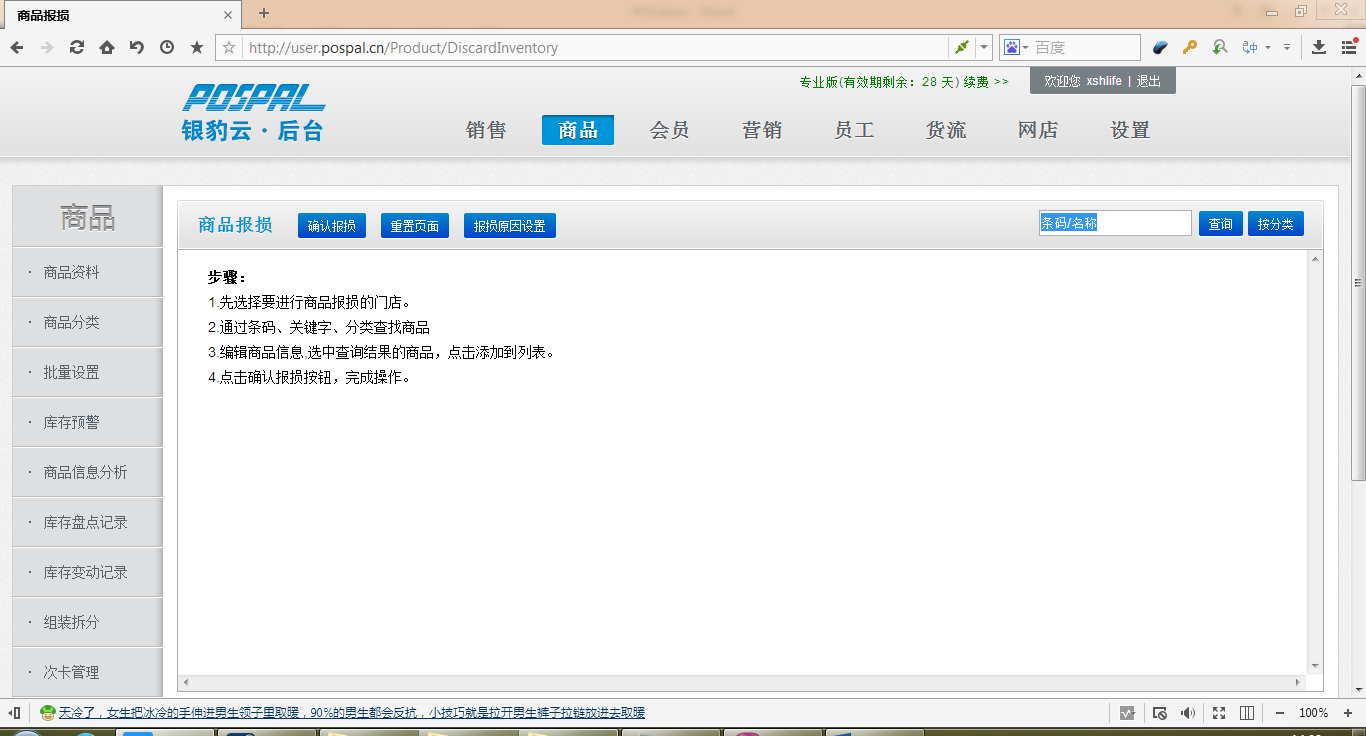 商品报损
http://user.pospal.cn/Product/DiscardInventory
百度
专业版(有效期剩余：28 天) 续费 >>
欢迎您 xshlife | 退出
POSPAL
银豹云·后台
销售
商品
会员
营销
员工
货流
网店
设置
商品
· 商品资料
· 商品分类
· 批量设置
· 库存预警
· 商品信息分析
· 库存盘点记录
· 库存变动记录
· 组装拆分
· 次卡管理
商品报损
确认报损
重置页面
报损原因设置
条码/名称
查询
按分类
步骤：
1.先选择要进行商品报损的门店。
2.通过条码、关键字、分类查找商品
3.编辑商品信息,选中查询结果的商品，点击添加到列表。
4.点击确认报损按钮，完成操作。
天冷了，女生把冰冷的手伸进男生领子里取暖，90%的男生都会反抗，小技巧就是拉开男生裤子拉链放进去取暖
100%